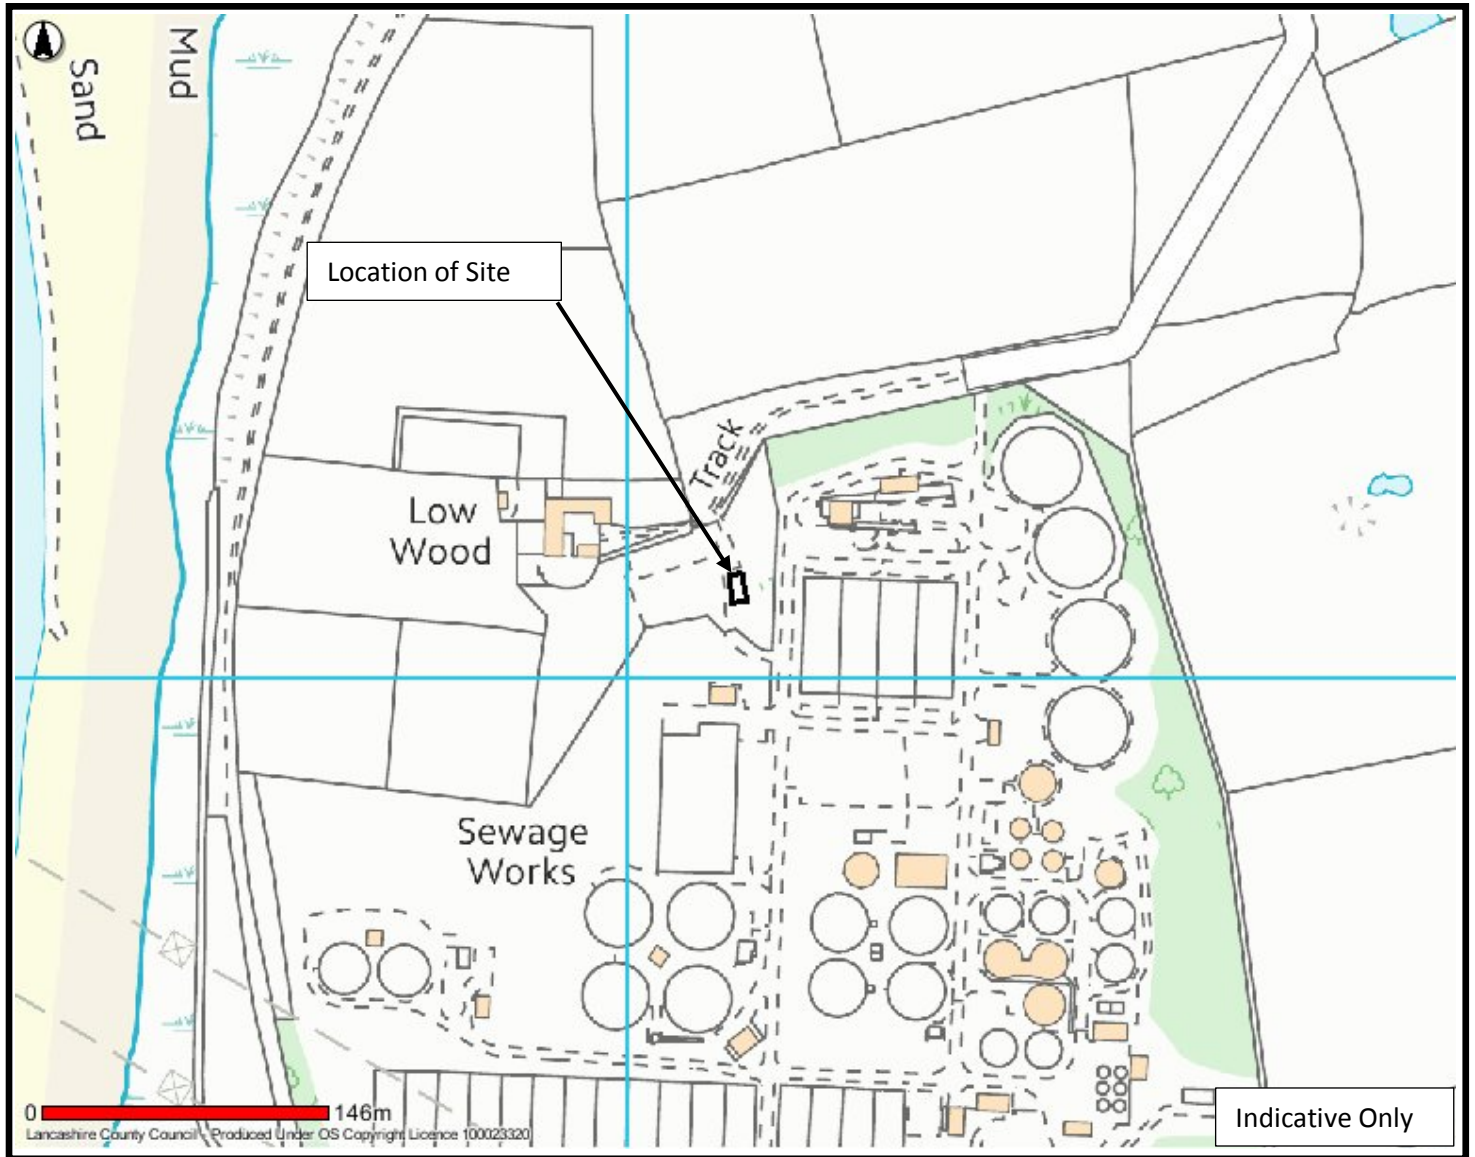 Sand
Mud
Location of Site
Track
Low
Wood
Sewage
Works
0
146m
Lancashire County Council - Produced Under OS Copyright Licence 100023320
Indicative Only